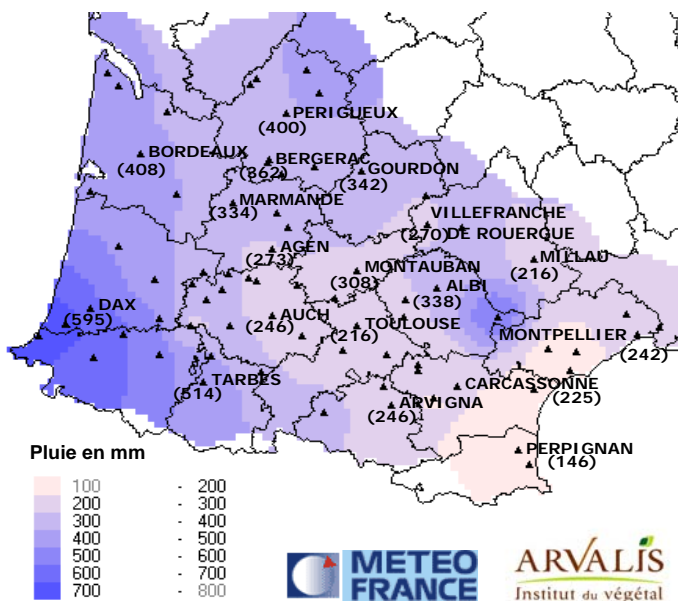 PERIGUEUX
(400)
BORDEAUX
(408)
BERGERAC
(362)
GOURDON
(342)
MARMANDE
(334)
VILLEFRANCHE
(270) DE ROUERGUE
AGEN
(273)
MONTAUBAN
(308)
MILLAU
(216)
ALBI
(338)
DAX
(595)
AUCH
(246)
TOULOUSE
(216)
MONTPELLIER
(242)
TARBES
(514)
ARVIGNA
(246)
CARCASSONNE
(225)
PERPIGNAN
(146)
Pluie en mm
100 - 200
200 - 300
300 - 400
400 - 500
500 - 600
600 - 700
700 - 800
METEO
FRANCE
ARVALIS
Institut du végétal